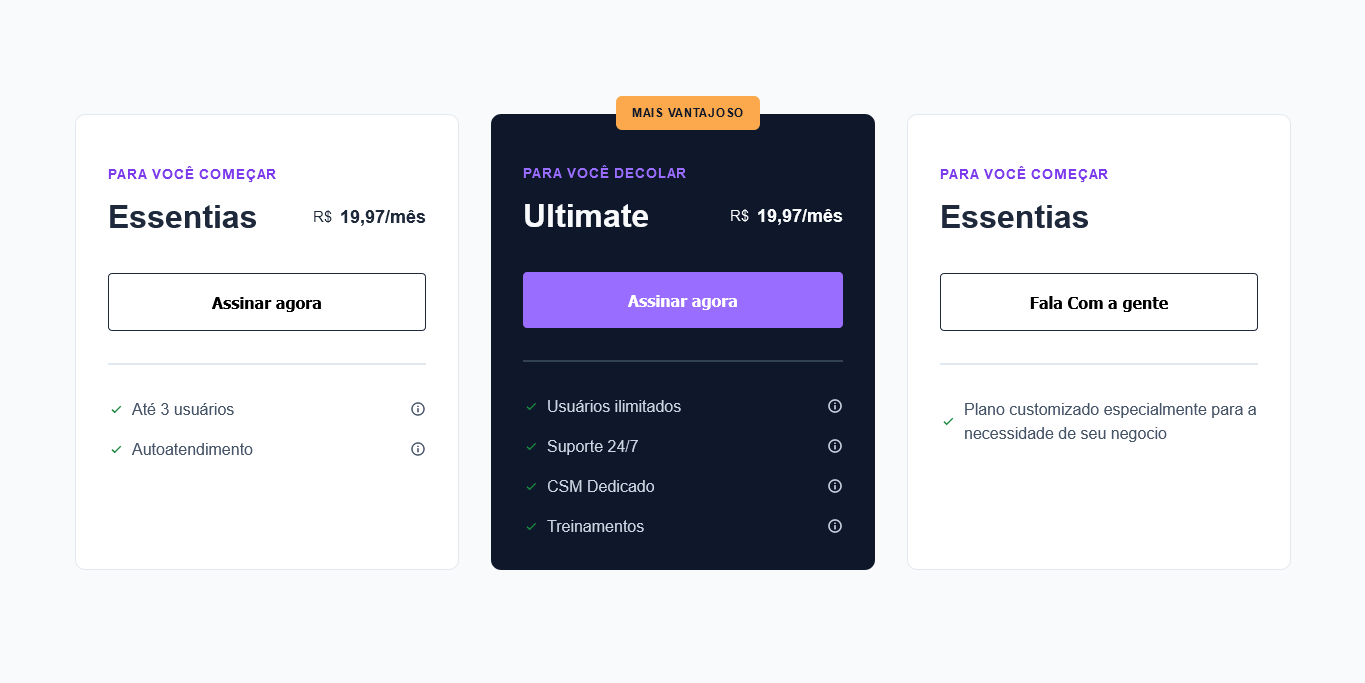 PARA VOCÊ COMEÇAR
Essentias
R$ 19,97/mês
Assinar agora
Até 3 usuários
Autoatendimento
MAIS VANTAJOSO
PARA VOCÊ DECOLAR
Ultimate
R$ 19,97/mês
Assinar agora
Usuários ilimitados
Suporte 24/7
CSM Dedicado
Treinamentos
PARA VOCÊ COMEÇAR
Essentias
Fala Com a gente
Plano customizado especialmente para a
necessidade de seu negocio